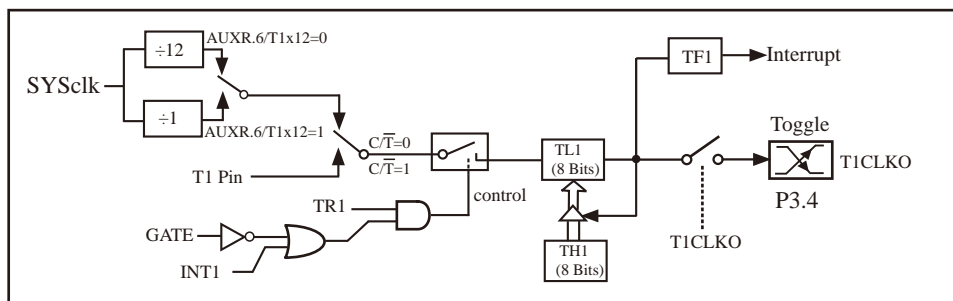 AUXR.6/T1x12=0
÷12
SYSclk
÷1
AUXR.6/T1x12=1
T1 Pin
C/T̅=0
C/T̅=1
TR1
control
GATE
INT1
TL1
(8 Bits)
TH1
(8 Bits)
TF1
Interrupt
Toggle
T1CLKO
P3.4
T1CLKO